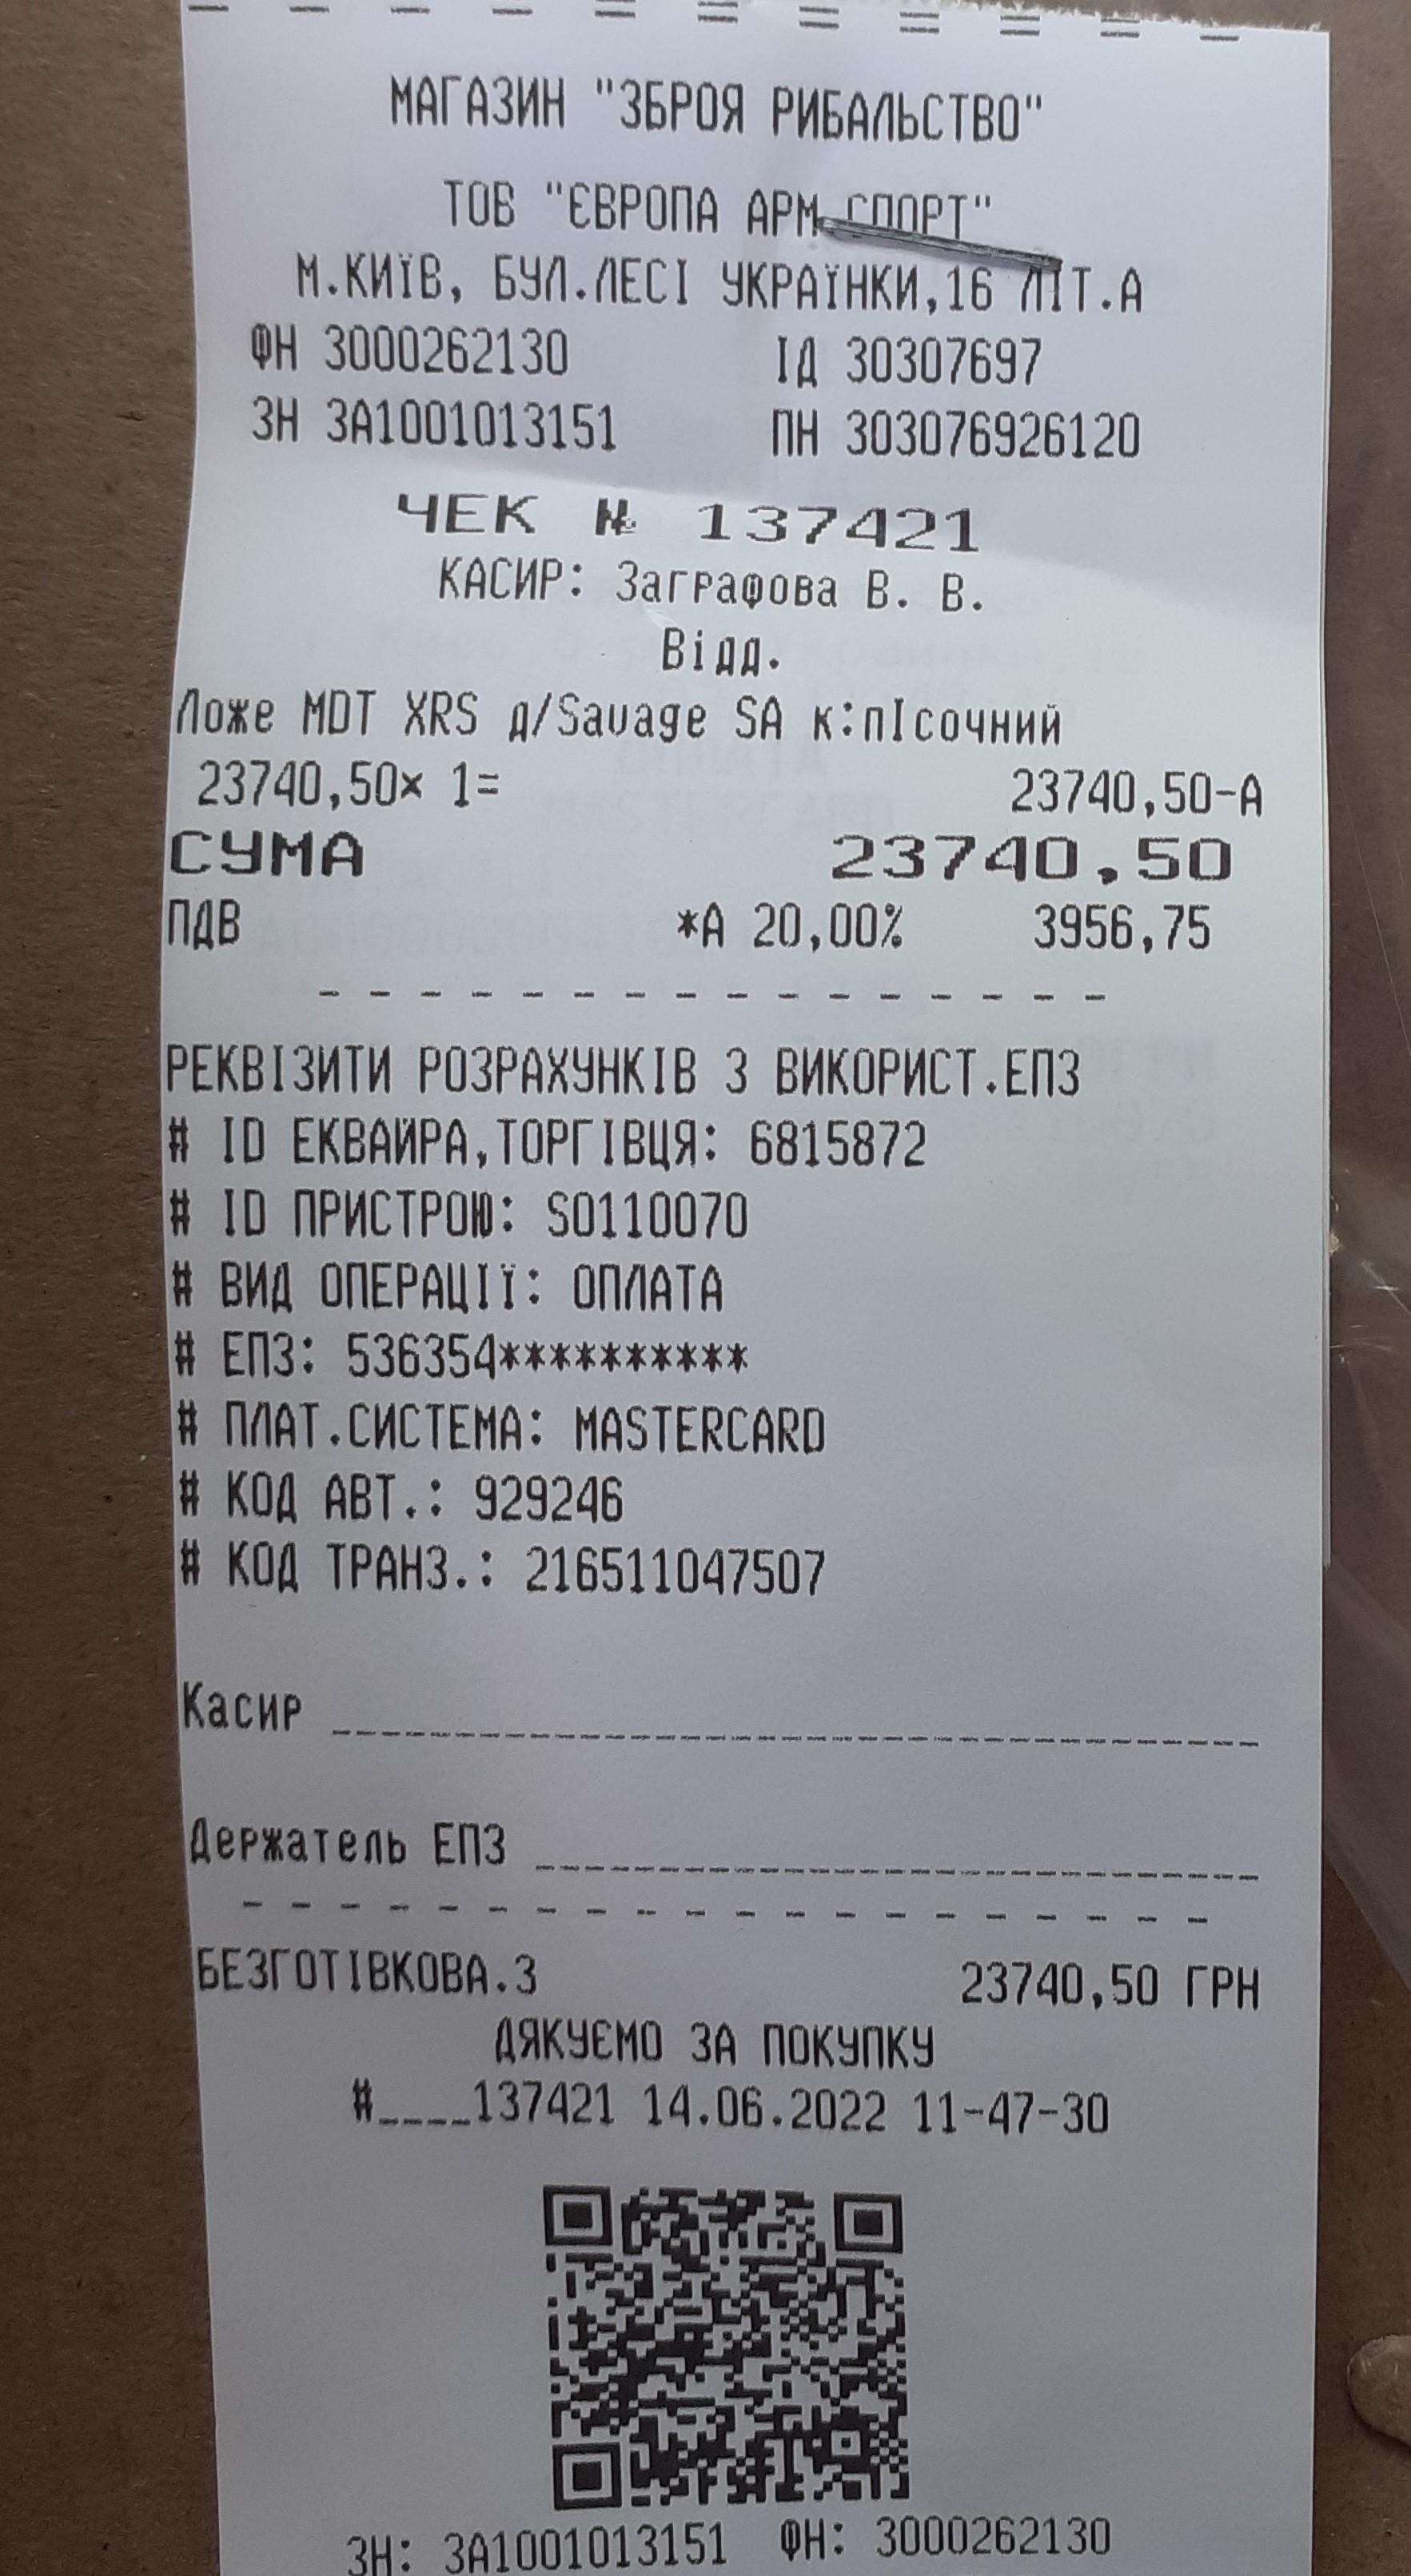 МАГАЗИН "ЗБРОЯ РИБАЛЬСТВО"
ТОВ "ЄВРОПА АРМ СПОРТ"
М.КИЇВ, БУЛ.ЛЕСІ УКРАЇНКИ,16 ЛІТ.А
ФН 3000262130 ІД 30307697
ЗН ЗА1001013151 ПН 303076926120
ЧЕК № 137421
КАСИР: Заграфова В. В.
Відд.
Ложе MDT XRS д/Savage SA к:пІсочний
23740,50× 1= 23740,50-А
СУМА 23740,50
ПДВ *А 20,00% 3956,75
РЕКВІЗИТИ РОЗРАХУНКІВ З ВИКОРИСТ.ЕПЗ
# ID ЕКВАЙРА,ТОРГІВЦЯ: 6815872
# ID ПРИСТРОЮ: S0110070
# ВИД ОПЕРАЦІЇ: ОПЛАТА
# ЕПЗ: 536354**********
# ПЛАТ.СИСТЕМА: MASTERCARD
# КОД АВТ.: 929246
# КОД ТРАНЗ.: 216511047507
Касир
Держатель ЕПЗ
БЕЗГОТІВКОВА.З 23740,50 ГРН
ДЯКУЄМО ЗА ПОКУПКУ
#____137421 14.06.2022 11-47-30
ЗН: ЗА1001013151 ФН: 3000262130